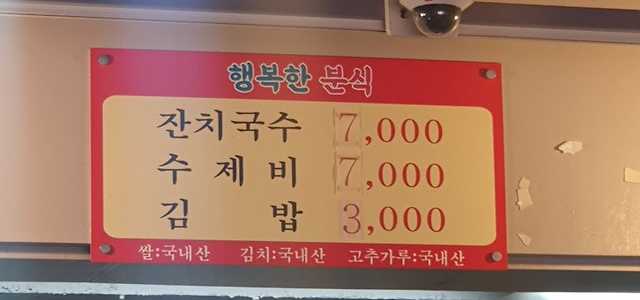 행복한 분식
잔치국수 7,000
수제비 7,000
김밥 3,000
쌀:국내산 김치:국내산 고추가루:국내산